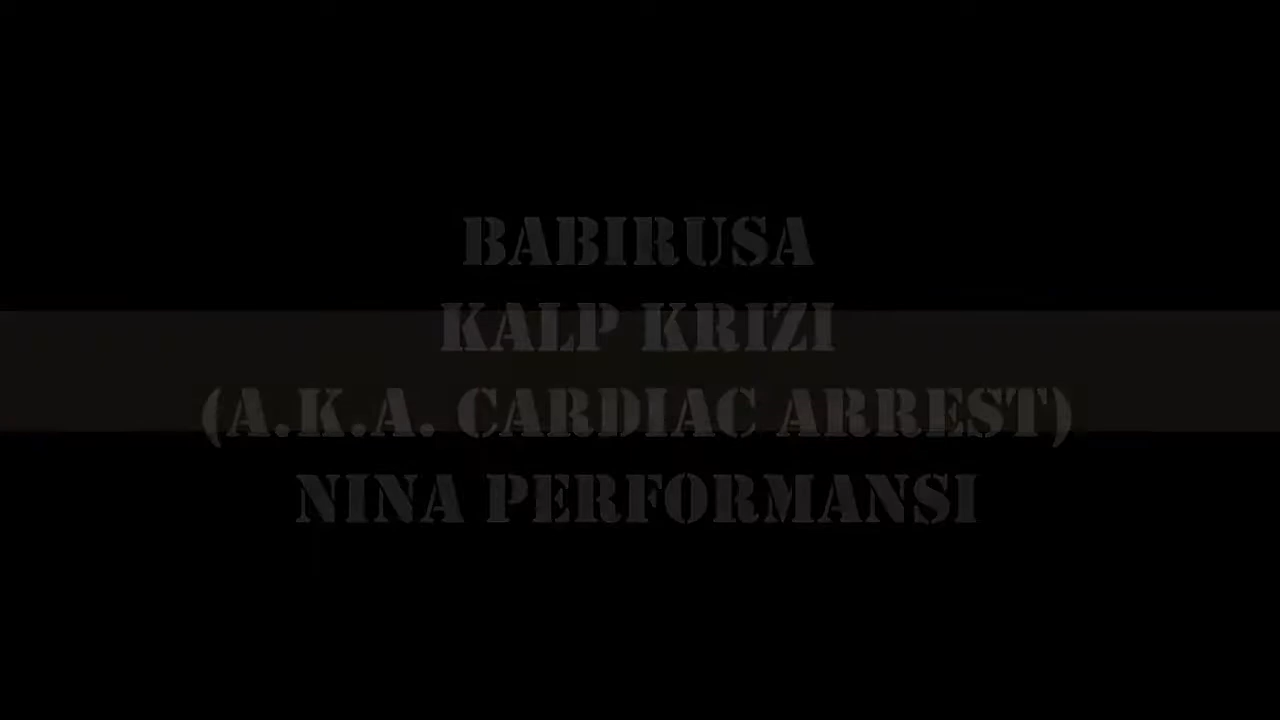 BABIRUSA
KALP KRIZI
(A.K.A. CARDIAC ARREST)
NINA PERFORMANSI